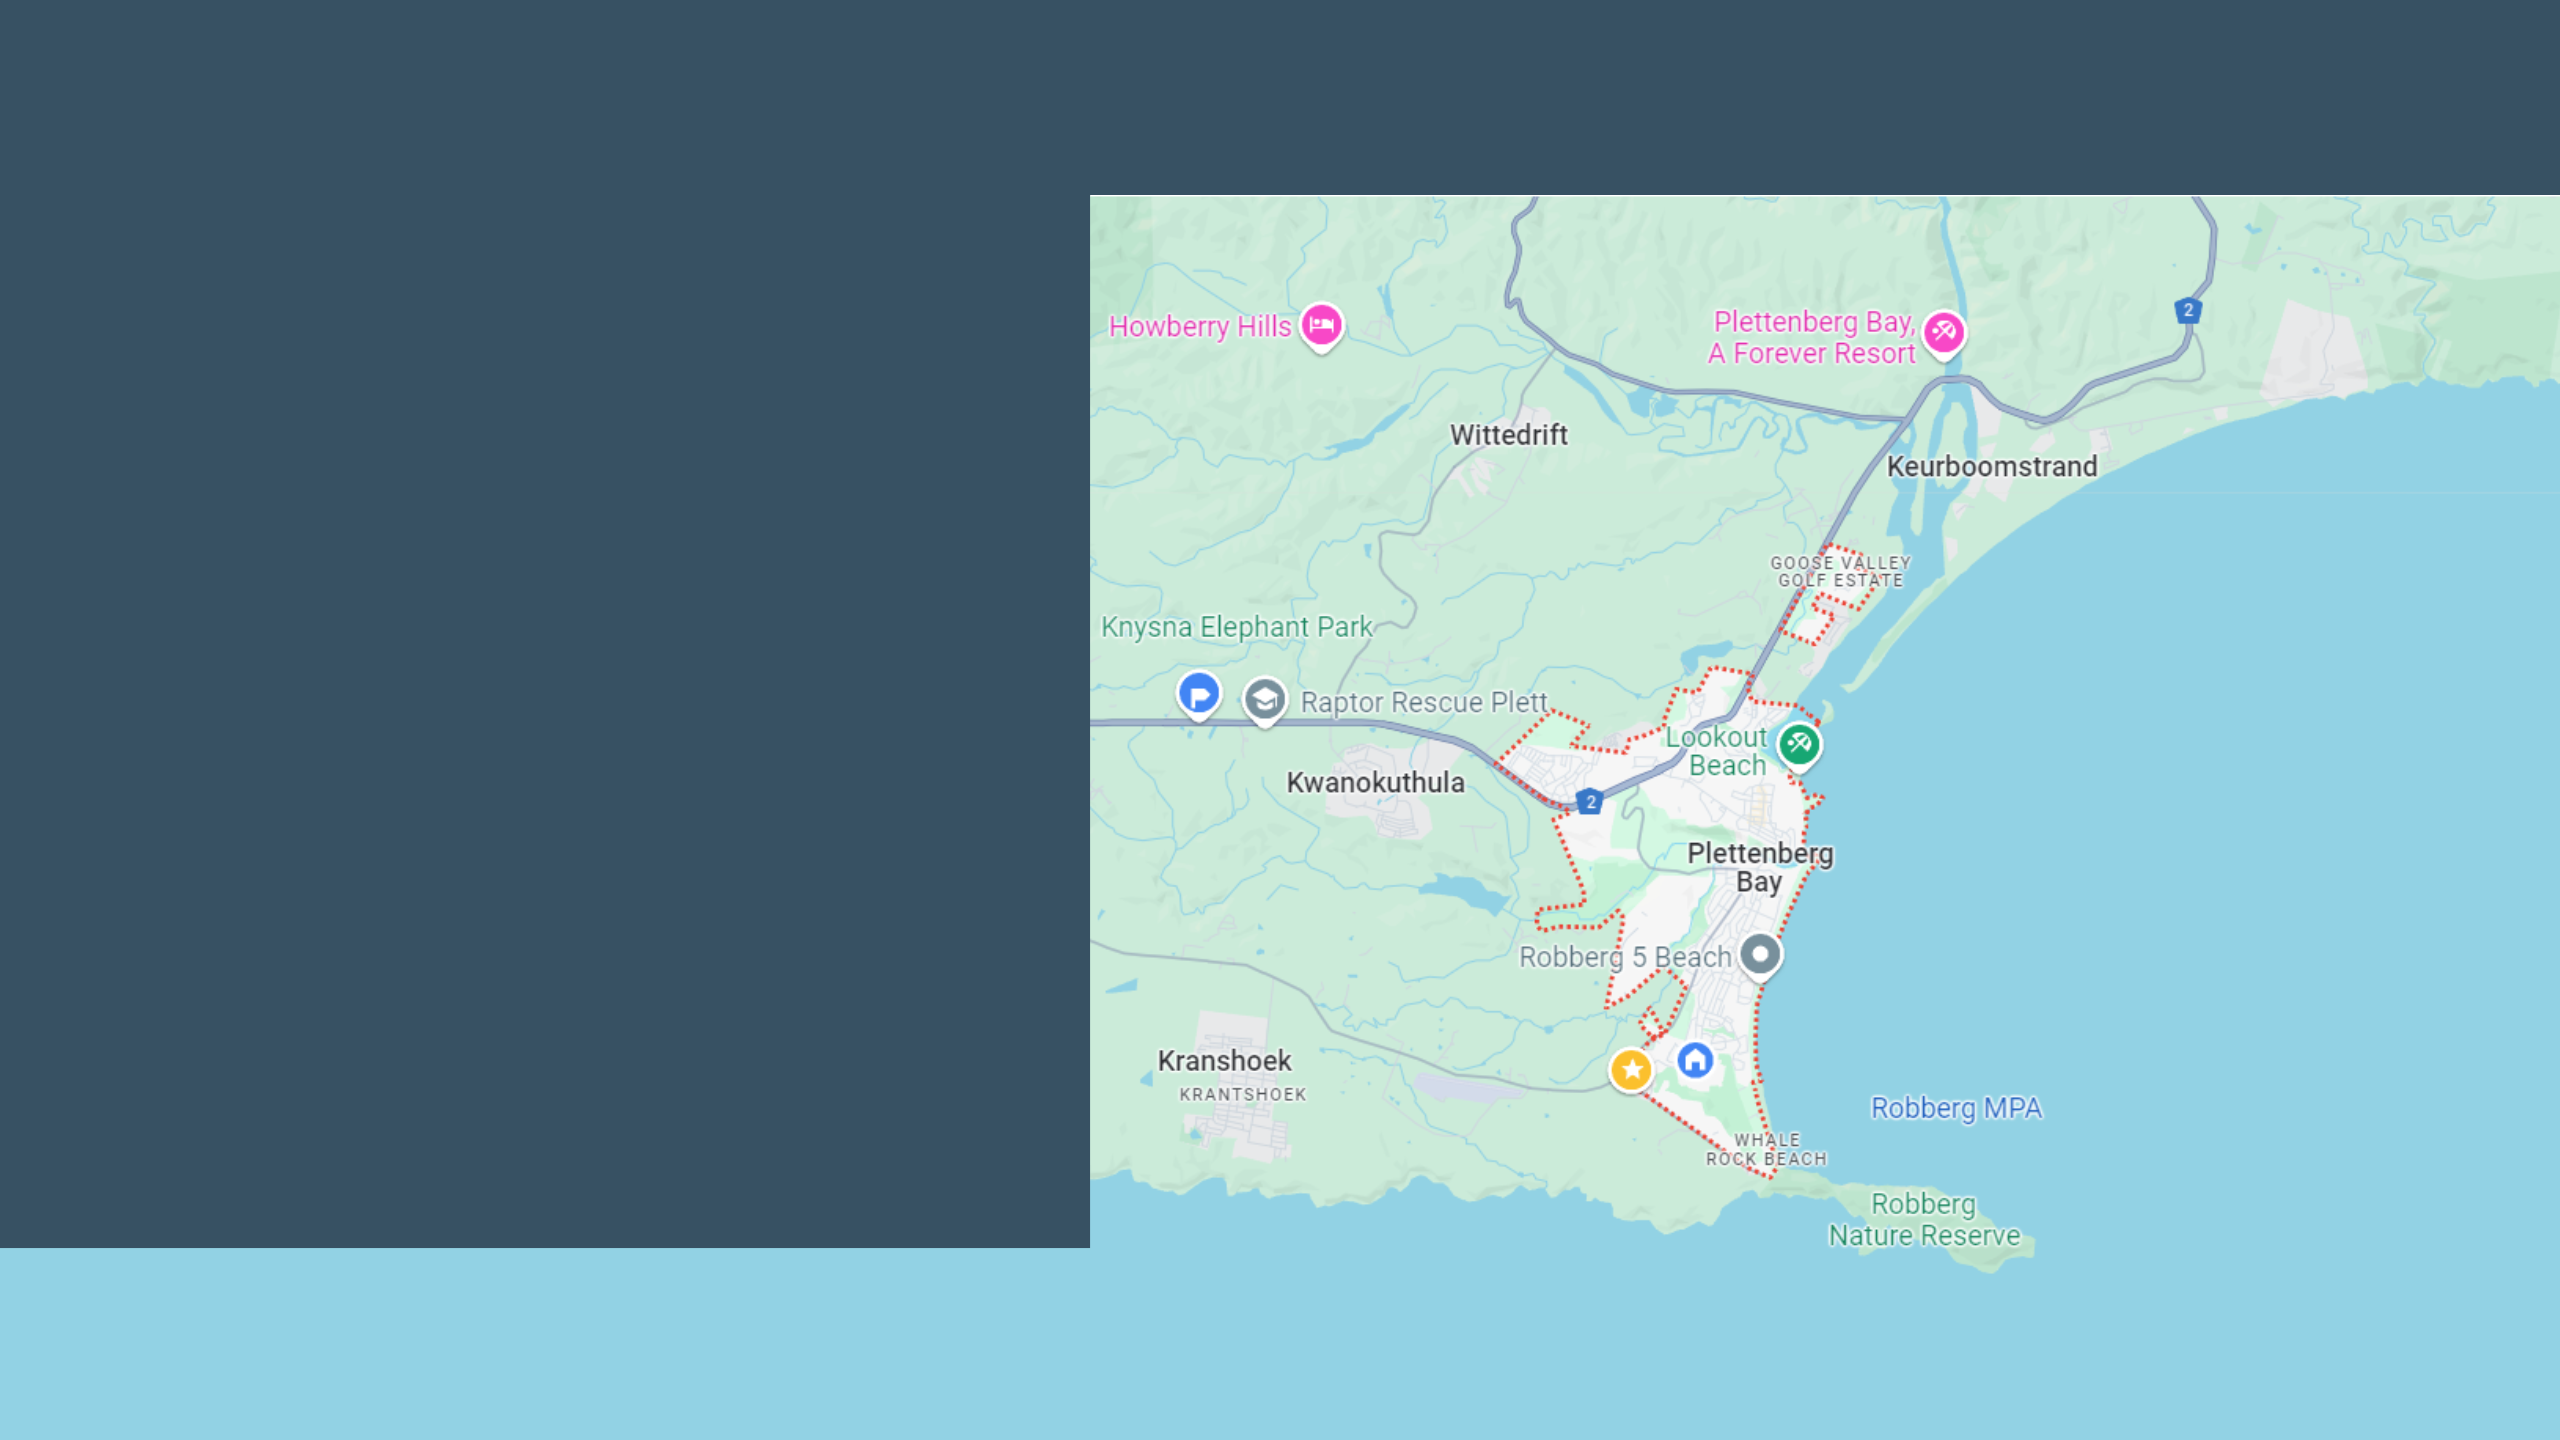 2
Howberry Hills
Plettenberg Bay,
A Forever Resort
Wittedrift
Keurboomstrand
GOOSE VALLEY
GOLF ESTATE
Knysna Elephant Park
Raptor Rescue Plett
Lookout
Beach
Kwanokuthula
2
Plettenberg
Bay
Robberg 5 Beach
Kranshoek
KRANTSHOEK
Robberg MPA
WHALE
ROCK BEACH
Robberg
Nature Reserve